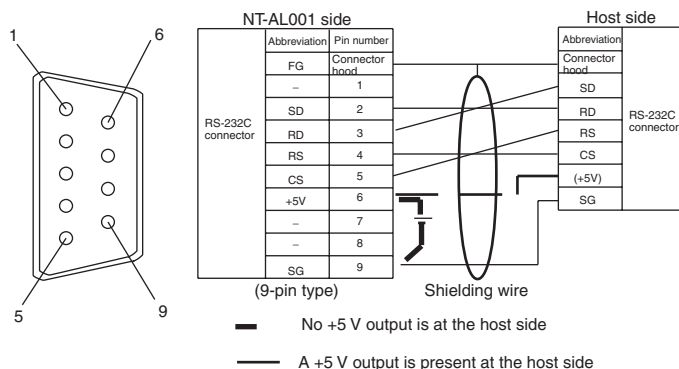 NT-AL001 side
Host side
1
6
5
9
RS-232C
connector
Abbreviation Pin number
FG Connector
hood
– 1
SD 2
RD 3
RS 4
CS 5
+5V 6
– 7
– 8
SG 9
Abbreviation
Connector
hood
SD
RD
RS
CS
(+5V)
SG
RS-232C
connector
(9-pin type)
Shielding wire
No +5 V output is at the host side
A +5 V output is present at the host side